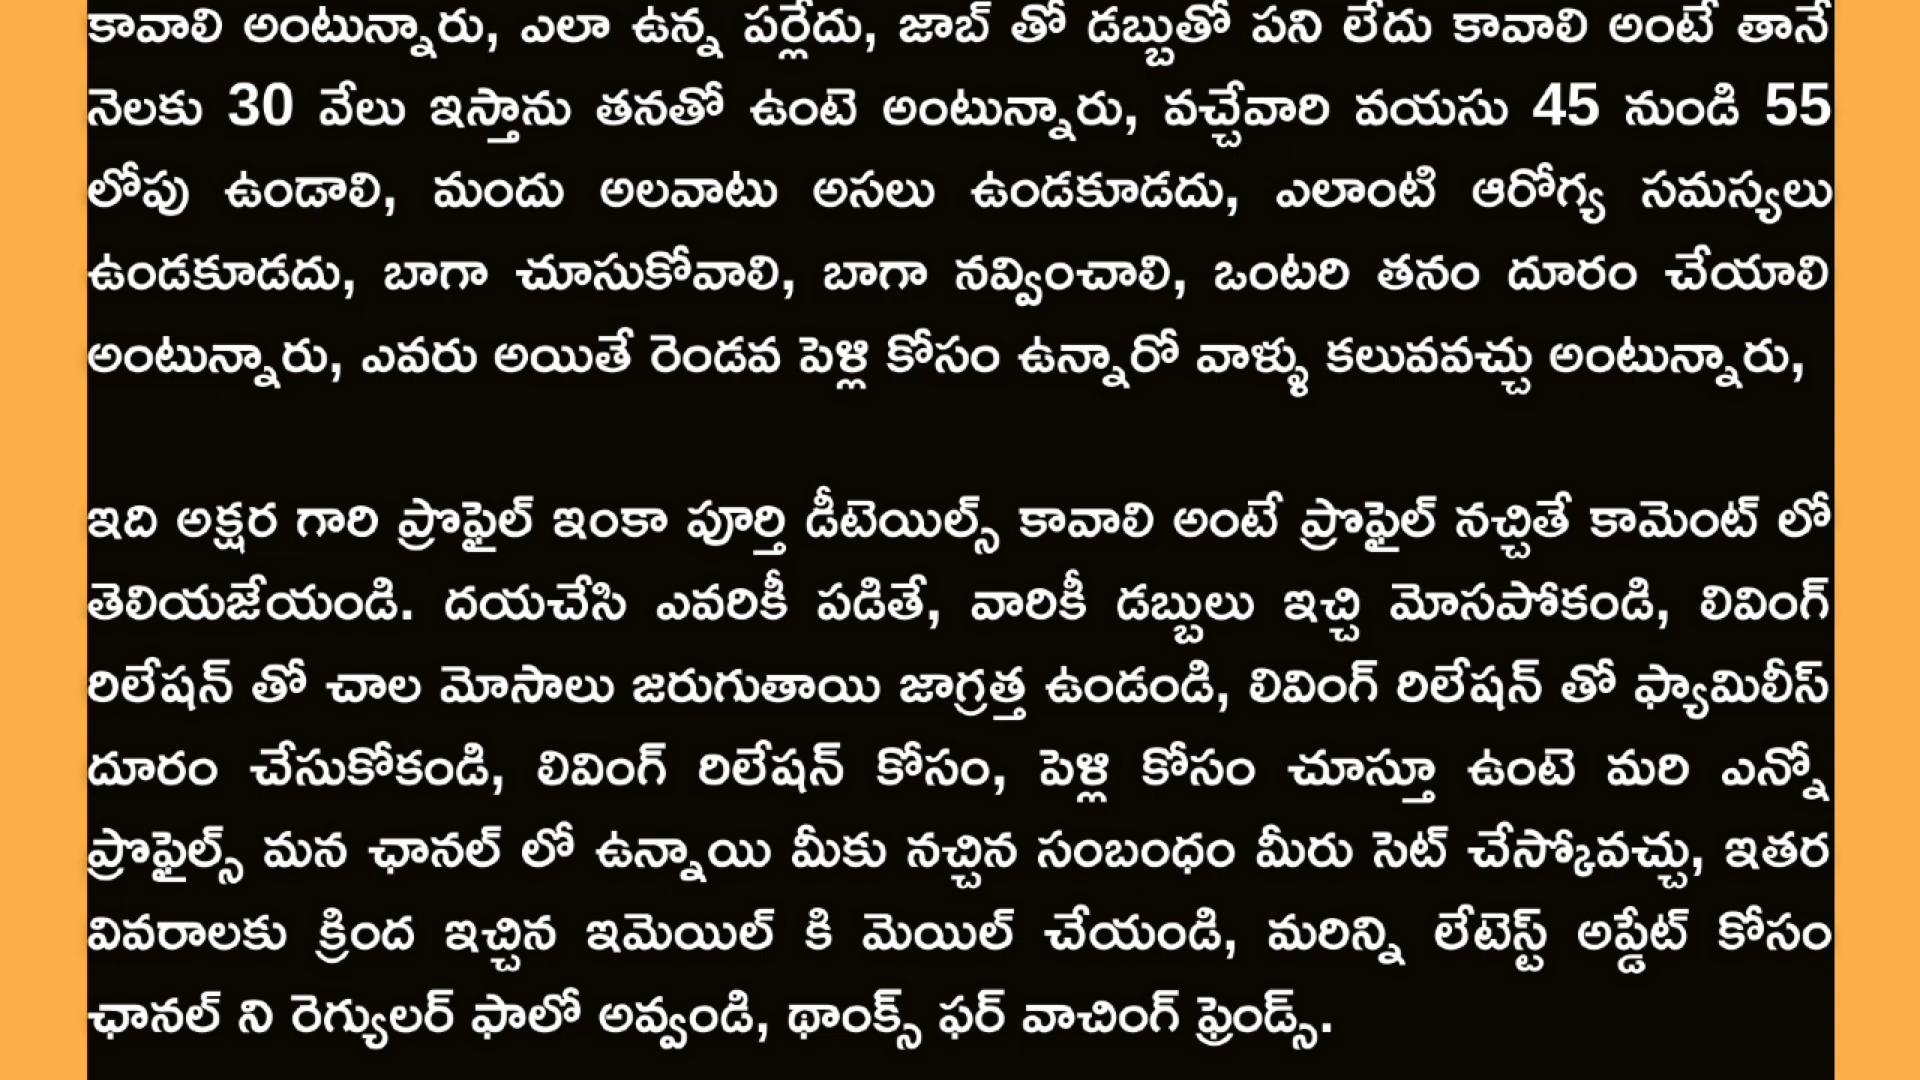 కావాలి అంటున్నారు, ఎలా ఉన్న పర్లేదు, జాబ్ తో డబ్బుతో పని లేదు కావాలి అంటే తానే
నెలకు 30 వేలు ఇస్తాను తనతో ఉంటె అంటున్నారు, వచ్చేవారి వయసు 45 నుండి 55
లోపు ఉండాలి, మందు అలవాటు అసలు ఉండకూడదు, ఎలాంటి ఆరోగ్య సమస్యలు
ఉండకూడదు, బాగా చూసుకోవాలి, బాగా నవ్వించాలి, ఒంటరి తనం దూరం చేయాలి
అంటున్నారు, ఎవరు అయితే రెండవ పెళ్లి కోసం ఉన్నారో వాళ్ళు కలువవచ్చు అంటున్నారు,
ఇది అక్షర గారి ప్రొఫైల్ ఇంకా పూర్తి డీటెయిల్స్ కావాలి అంటే ప్రొఫైల్ నచ్చితే కామెంట్ లో
తెలియజేయండి. దయచేసి ఎవరికీ పడితే, వారికీ డబ్బులు ఇచ్చి మోసపోకండి, లివింగ్
రిలేషన్ తో చాల మోసాలు జరుగుతాయి జాగ్రత్త ఉండండి, లివింగ్ రిలేషన్ తో ఫ్యామిలీస్
దూరం చేసుకోకండి, లివింగ్ రిలేషన్ కోసం, పెళ్లి కోసం చూస్తూ ఉంటె మరి ఎన్నో
ప్రొఫైల్స్ మన ఛానల్ లో ఉన్నాయి మీకు నచ్చిన సంబంధం మీరు సెట్ చేస్కోవచ్చు, ఇతర
వివరాలకు క్రింద ఇచ్చిన ఇమెయిల్ కి మెయిల్ చేయండి, మరిన్ని లేటెస్ట్ అప్డేట్ కోసం
ఛానల్ ని రెగ్యులర్ ఫాలో అవ్వండి, థాంక్స్ ఫర్ వాచింగ్ ఫ్రెండ్స్.